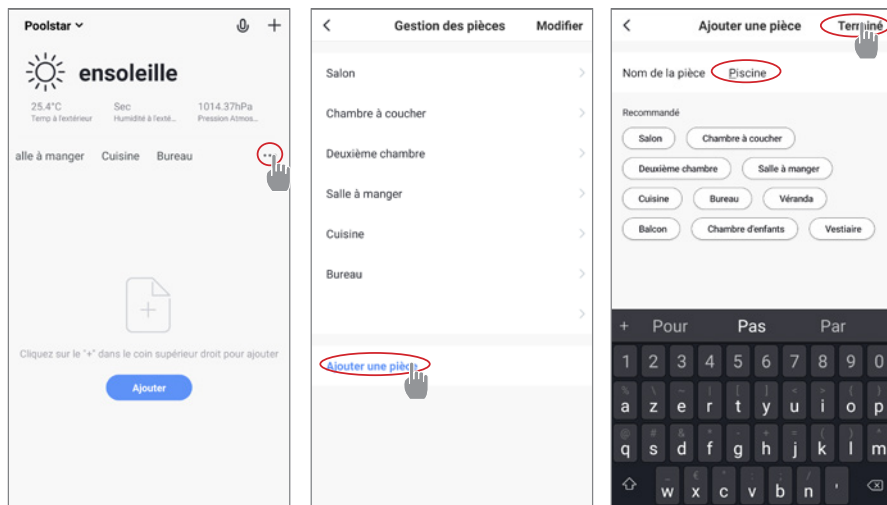 Poolstar
ensoleille
25.4°C Sec 1014.37hPa
Temp à l'extérieur Humidité à l'exté... Pression Atmos...
alle à manger Cuisine Bureau ...
Cliquez sur le "+" dans le coin supérieur droit pour ajouter
Ajouter
Gestion des pièces Modifier
Salon
Chambre à coucher
Deuxième chambre
Salle à manger
Cuisine
Bureau
Ajouter une pièce
Ajouter une pièce Terminé
Nom de la pièce Piscine
Recommandé
Salon Chambre à coucher
Deuxième chambre Salle à manger
Cuisine Bureau Véranda
Balcon Chambre d'enfants Vestiaire
+ Pour Pas Par
1 2 3 4 5 6 7 8 9 0
a z e r t y u i o p
q s d f g h j k l m
w x c v b n '